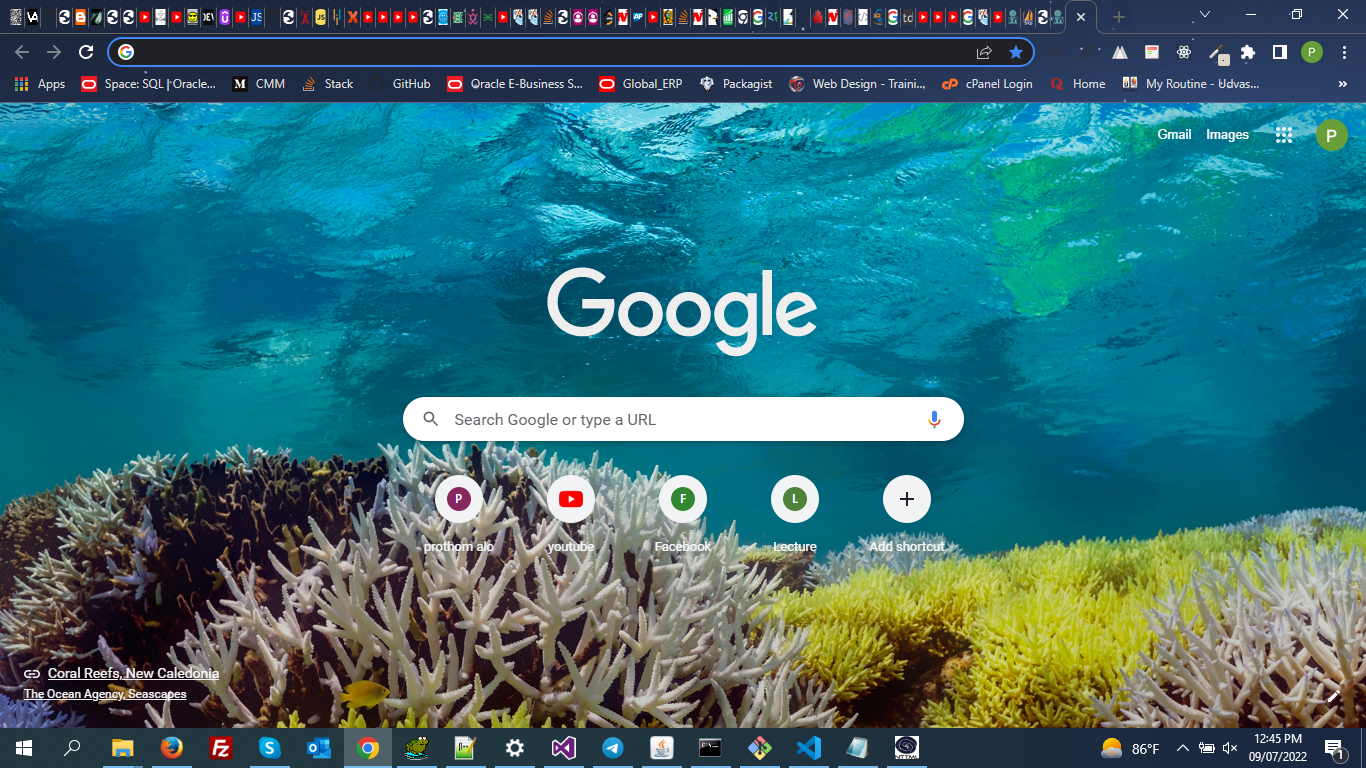 Apps
Space: SQL | Oracle...
CMM
Stack
GitHub
Oracle E-Business S...
Global_ERP
Packagist
Web Design - Traini...
cPanel Login
Home
My Routine - Udvas...
»
Gmail
Images
P
Google
Search Google or type a URL
P
F
L
prothom alo
youtube
Facebook
Lecture
Add shortcut
Coral Reefs, New Caledonia
The Ocean Agency, Seascapes
86°F
12:45 PM
09/07/2022
1